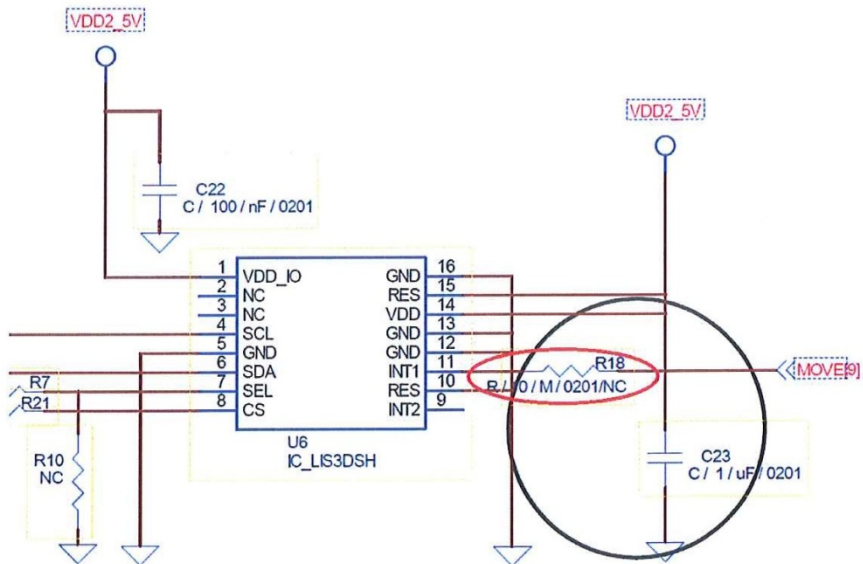 VDD2_5V
VDD2_5V
C22
C / 100 / nF / 0201
1 VDD_IO
2 NC
3 NC
4 SCL
5 GND
6 SDA
7 SEL
8 CS
GND 16
RES 15
VDD 14
GND 13
GND 12
INT1 11
RES 10
INT2 9
U6
IC_LIS3DSH
R7
R21
R10
NC
R18
MOVE[9]
C23
C / 1 / uF / 0201